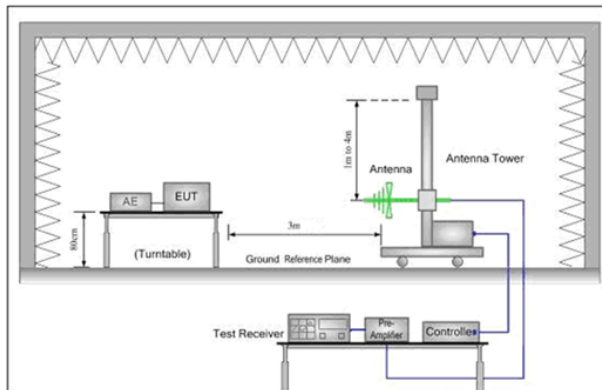 1m to 4m
Antenna
Antenna Tower
AE
EUT
80cm
(Turntable)
3m
Ground Reference Plane
Test Receiver
Pre-
Amplifier
Controller